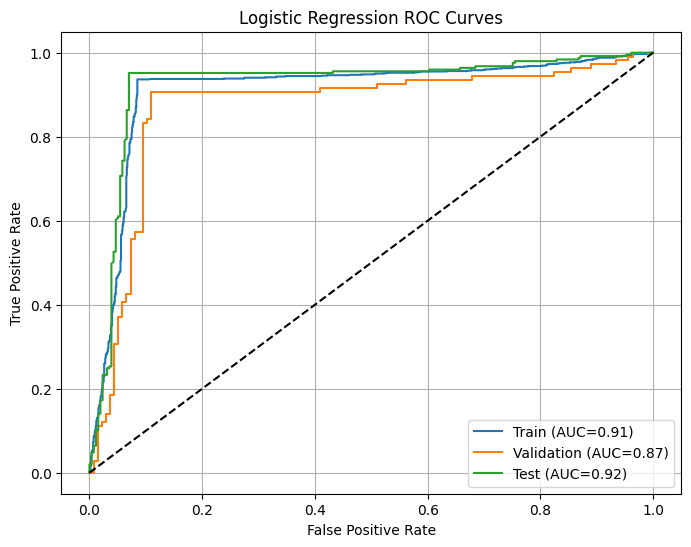 Logistic Regression ROC Curves
True Positive Rate
1.0
0.8
0.6
0.4
0.2
0.0
Train (AUC=0.91)
Validation (AUC=0.87)
Test (AUC=0.92)
0.0 0.2 0.4 0.6 0.8 1.0
False Positive Rate